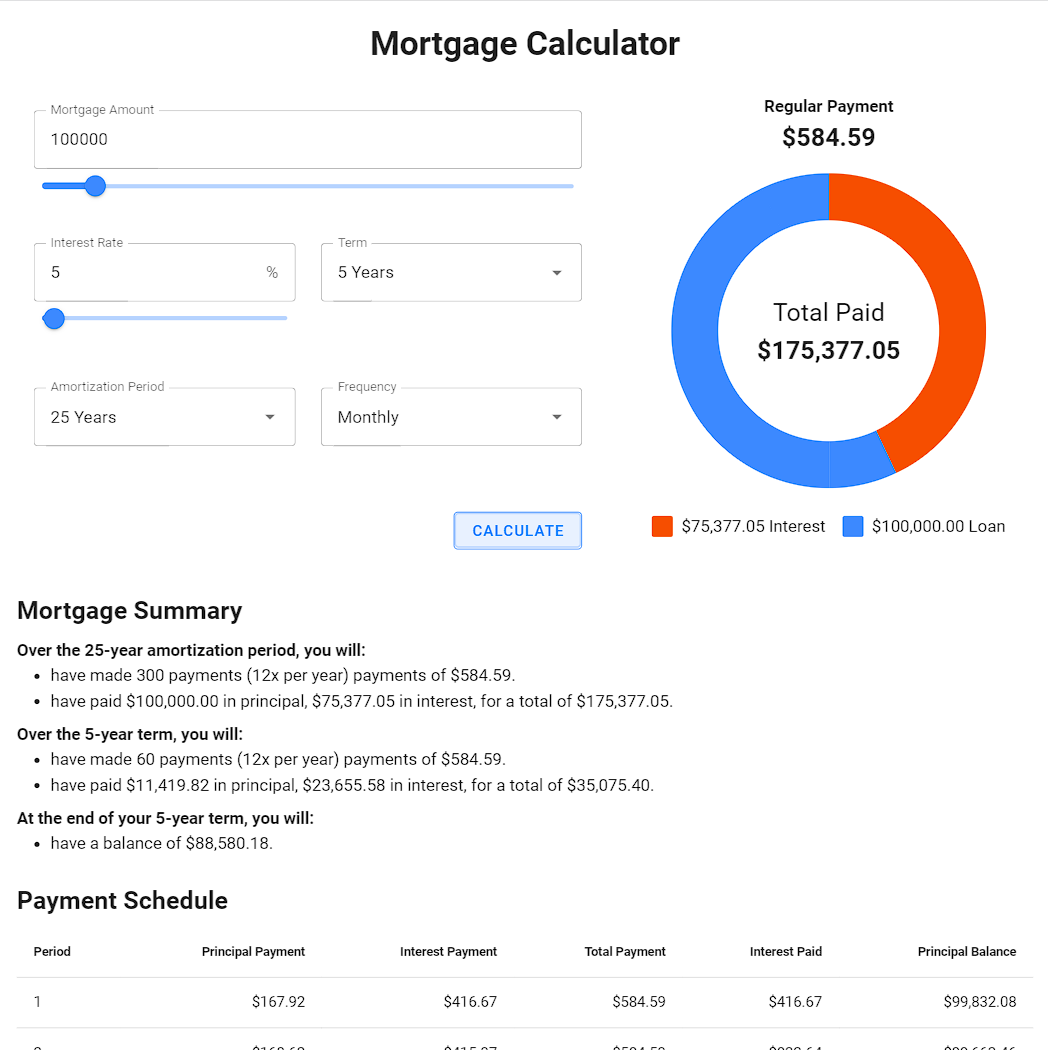 Mortgage Calculator
Mortgage Amount
100000
Interest Rate
5 %
Term
5 Years
Amortization Period
25 Years
Frequency
Monthly
CALCULATE
Regular Payment
$584.59
Total Paid
$175,377.05
$75,377.05 Interest
$100,000.00 Loan
Mortgage Summary
Over the 25-year amortization period, you will:
• have made 300 payments (12x per year) payments of $584.59.
• have paid $100,000.00 in principal, $75,377.05 in interest, for a total of $175,377.05.
Over the 5-year term, you will:
• have made 60 payments (12x per year) payments of $584.59.
• have paid $11,419.82 in principal, $23,655.58 in interest, for a total of $35,075.40.
At the end of your 5-year term, you will:
• have a balance of $88,580.18.
Payment Schedule
Period Principal Payment Interest Payment Total Payment Interest Paid Principal Balance
1 $167.92 $416.67 $584.59 $416.67 $99,832.08